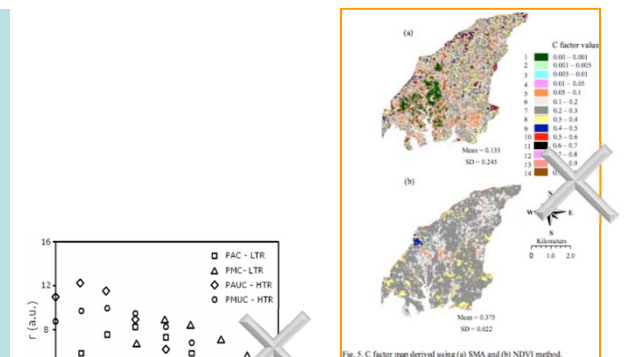 (a)
C factor value
1 0.00 – 0.001
2 0.001 – 0.005
3 0.005 – 0.01
4 0.01 – 0.05
5 0.05 – 0.1
6 0.1 – 0.2
7 0.2 – 0.3
8 0.3 – 0.4
9 0.4 – 0.5
10 0.5 – 0.6
11 0.6 – 0.7
12 0.7 – 0.8
13
14
Mean = 0.133
SD = 0.245
(b)
W E
S
Kilometers
0 1.0 2.0
Mean = 0.375
SD = 0.022
Fig. 5. C factor map derived using (a) SMA and (b) NDVI method.
16
12
8
r (a.u.)
PAC - LTR
PMC - LTR
PAUC - HTR
PMUC - HTR